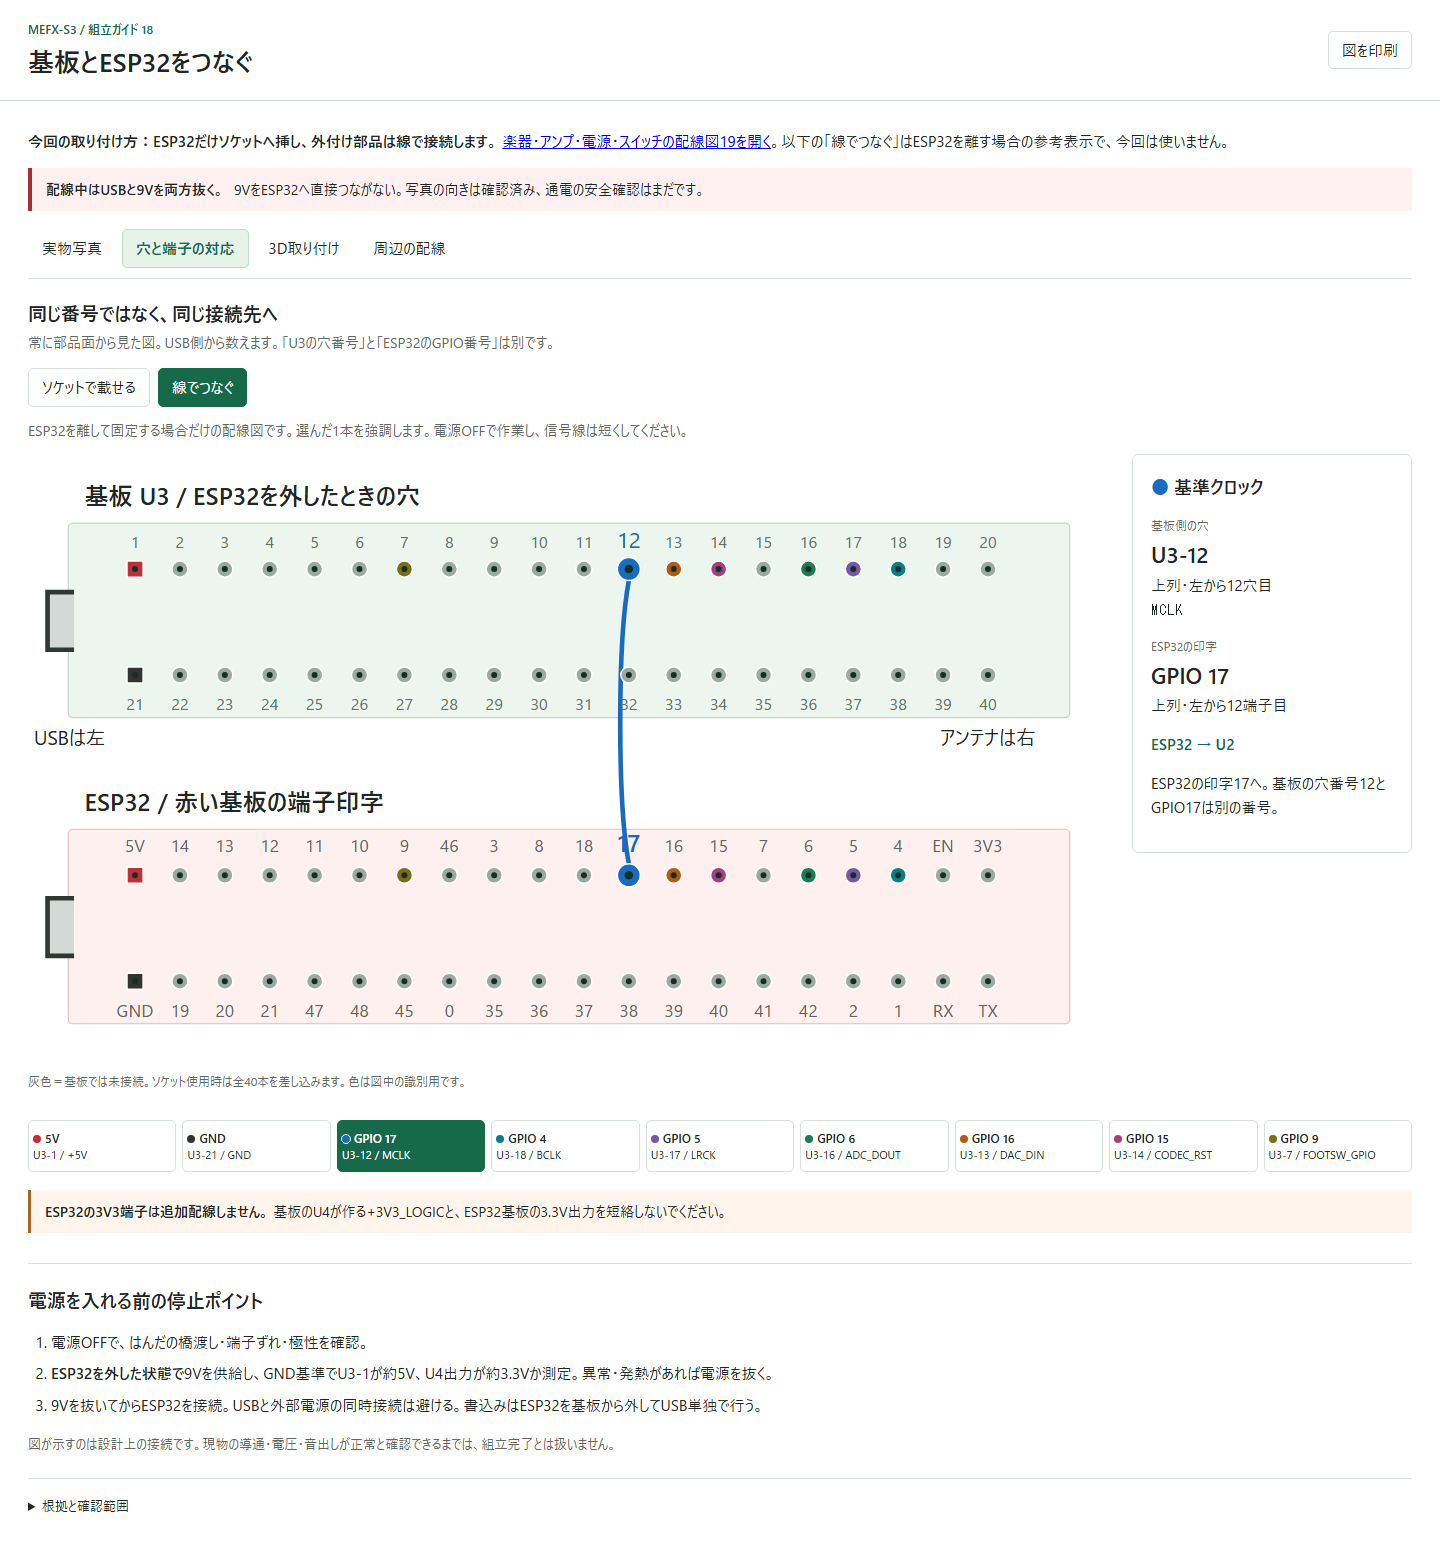 MEFX-S3 / 組立ガイド 18
基板とESP32をつなぐ
図を印刷
今回の取り付け方：ESP32だけソケットへ挿し、外付け部品は線で接続します。 楽器・アンプ・電源・スイッチの配線図19を開く。以下の「線でつなぐ」はESP32を離す場合の参考表示で、今回は使いません。
配線中はUSBと9Vを両方抜く。 9VをESP32へ直接つながない。写真の向きは確認済み、通電の安全確認はまだです。
実物写真 穴と端子の対応 3D取り付け 周辺の配線
同じ番号ではなく、同じ接続先へ
常に部品面から見た図。USB側から数えます。「U3の穴番号」と「ESP32のGPIO番号」は別です。
ソケットで載せる 線でつなぐ
ESP32を離して固定する場合だけの配線図です。選んだ1本を強調します。電源OFFで作業し、信号線は短くしてください。
基板 U3 / ESP32を外したときの穴
1 2 3 4 5 6 7 8 9 10 11 12 13 14 15 16 17 18 19 20
21 22 23 24 25 26 27 28 29 30 31 32 33 34 35 36 37 38 39 40
USBは左 アンテナは右
ESP32 / 赤い基板の端子印字
5V 14 13 12 11 10 9 46 3 8 18 17 16 15 7 6 5 4 EN 3V3
GND 19 20 21 47 48 45 0 35 36 37 38 39 40 41 42 2 1 RX TX
基準クロック
基板側の穴
U3-12
上列・左から12穴目
MCLK
ESP32の印字
GPIO 17
上列・左から12端子目
ESP32 → U2
ESP32の印字17へ。基板の穴番号12と
GPIO17は別の番号。
灰色＝基板では未接続。ソケット使用時は全40本を差し込みます。色は図中の識別用です。
5V GND GPIO 17 GPIO 4 GPIO 5 GPIO 6 GPIO 16 GPIO 15 GPIO 9
U3-1 / +5V U3-21 / GND U3-12 / MCLK U3-18 / BCLK U3-17 / LRCK U3-16 / ADC_DOUT U3-13 / DAC_DIN U3-14 / CODEC_RST U3-7 / FOOTSW_GPIO
ESP32の3V3端子は追加配線しません。 基板のU4が作る+3V3_LOGICと、ESP32基板の3.3V出力を短絡しないでください。
電源を入れる前の停止ポイント
1. 電源OFFで、はんだの橋渡し・端子ずれ・極性を確認。
2. ESP32を外した状態で9Vを供給し、GND基準でU3-1が約5V、U4出力が約3.3Vか測定。異常・発熱があれば電源を抜く。
3. 9Vを抜いてからESP32を接続。USBと外部電源の同時接続は避ける。書込みはESP32を基板から外してUSB単独で行う。
図が示すのは設計上の接続です。現物の導通・電圧・音出しが正常と確認できるまでは、組立完了とは扱いません。
根拠と確認範囲